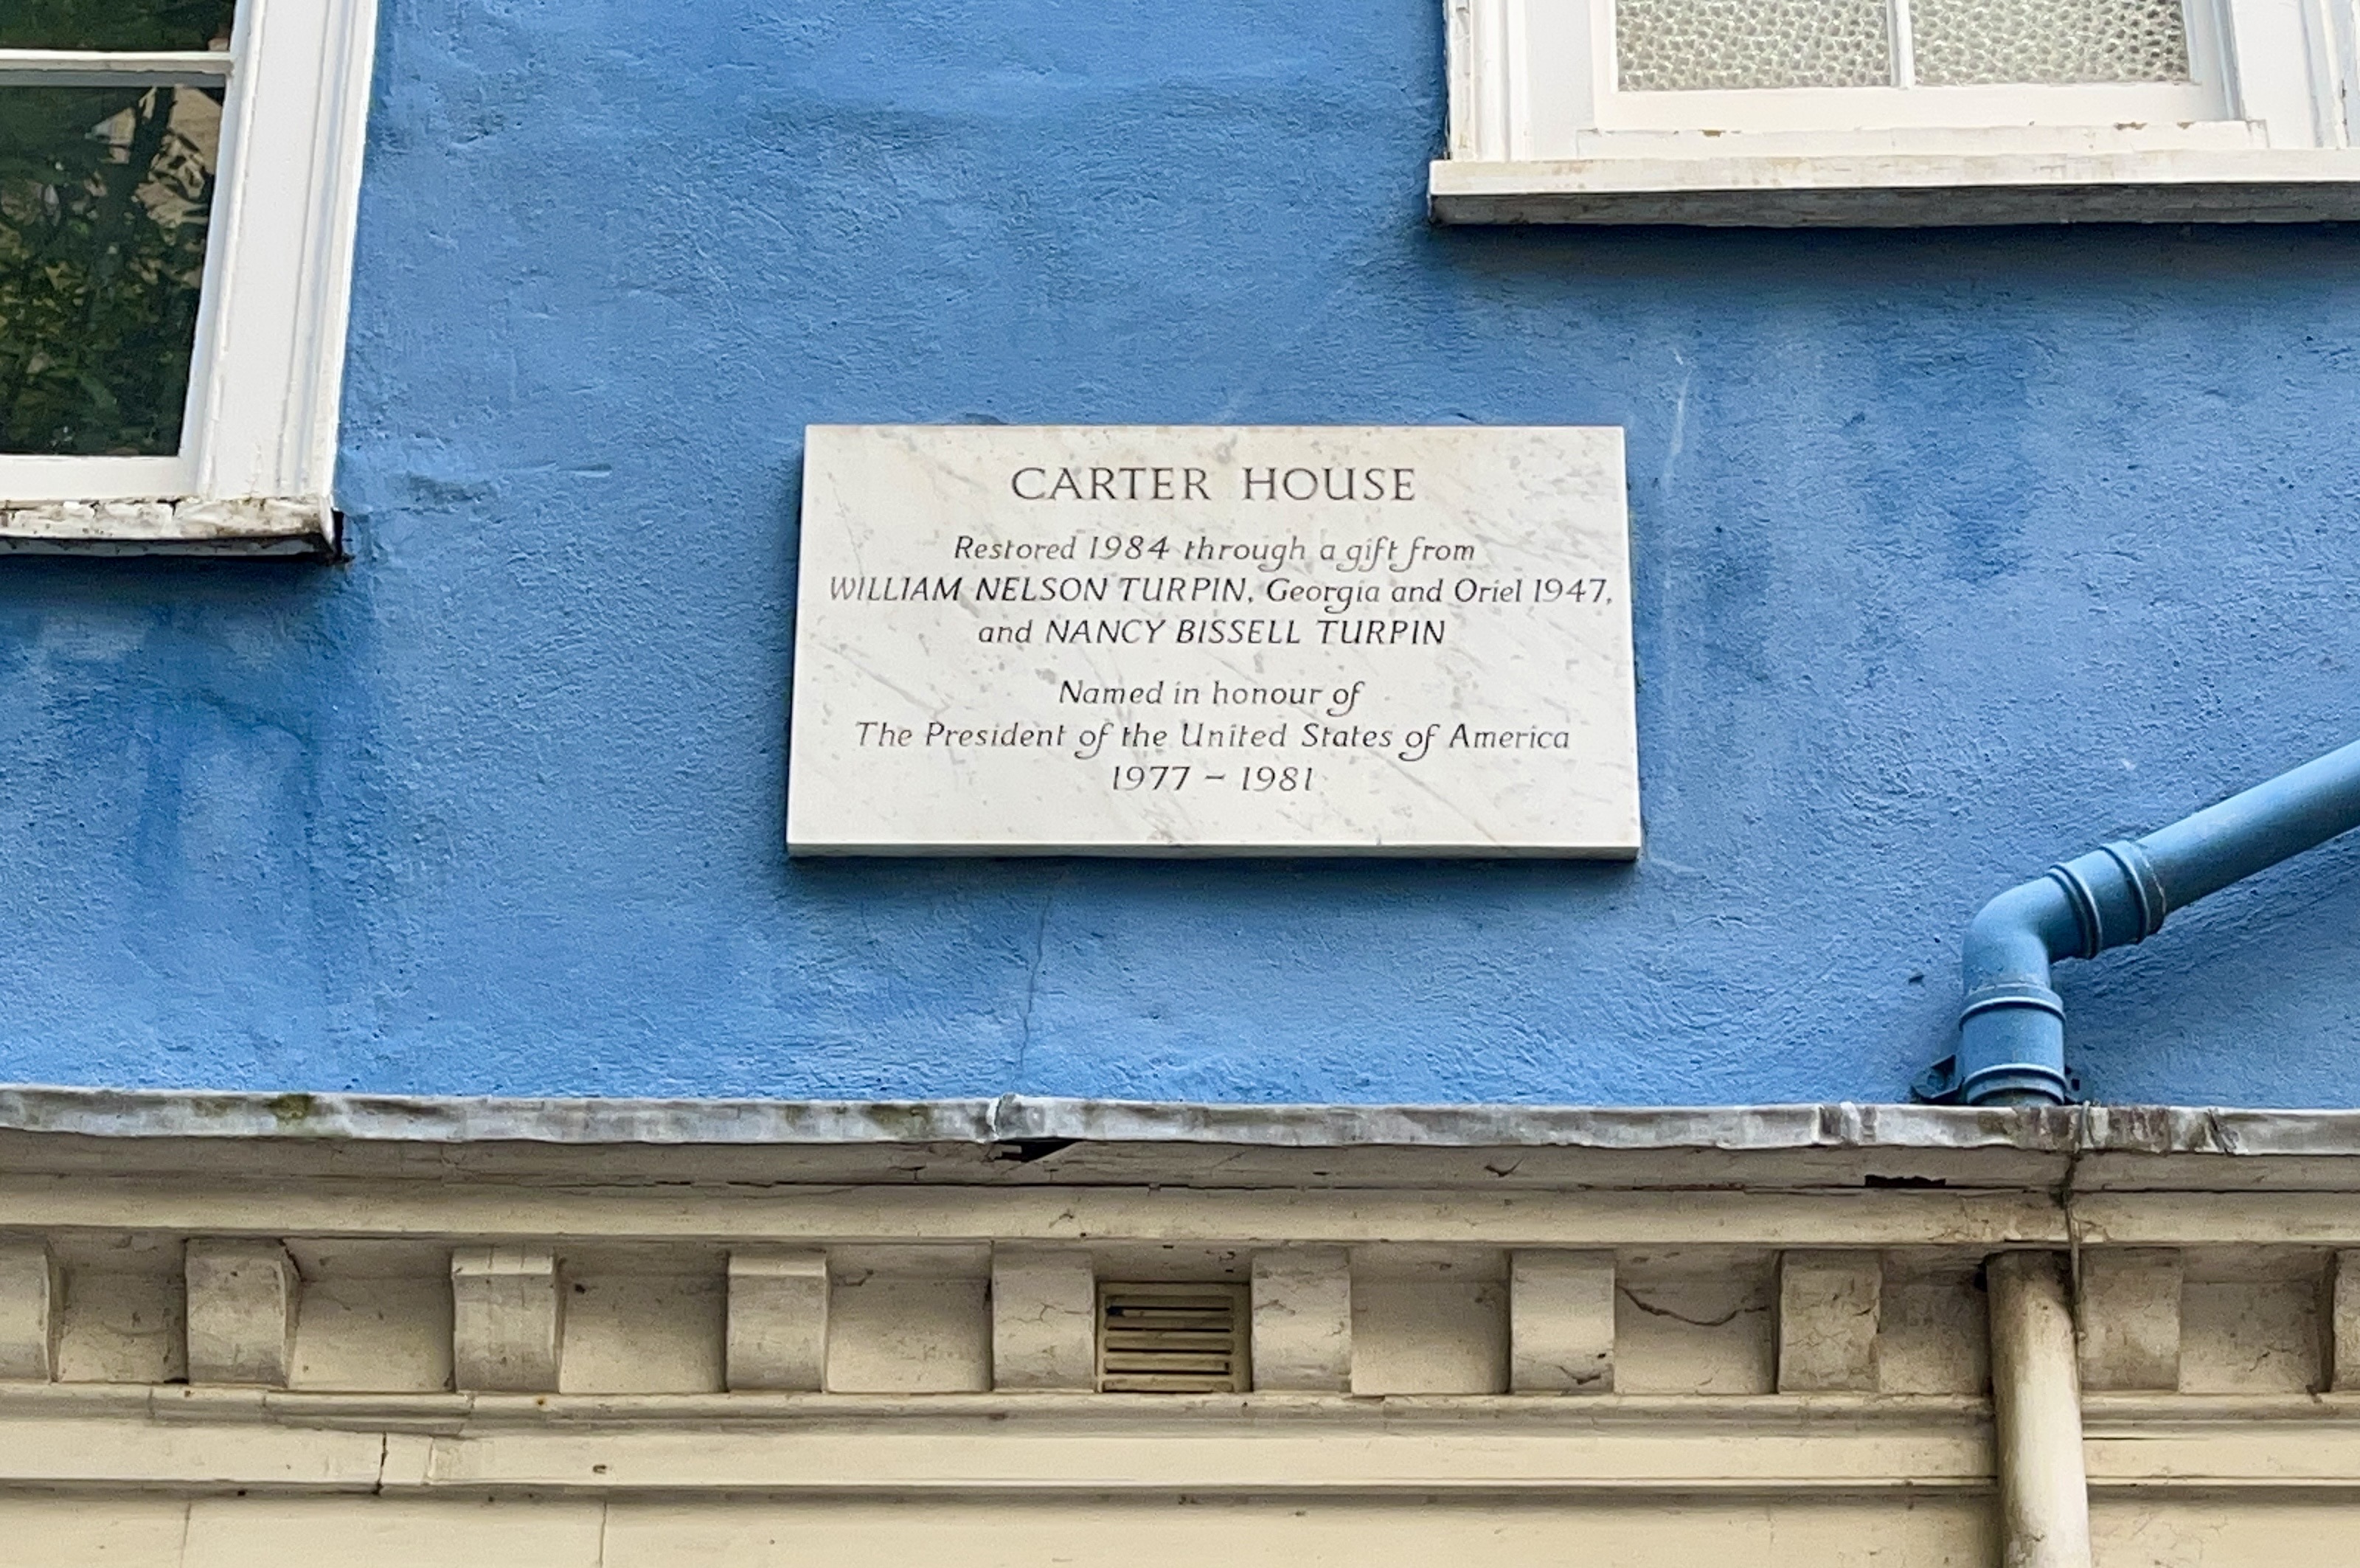 CARTER HOUSE
Restored 1984 through a gift from
WILLIAM NELSON TURPIN, Georgia and Oriel 1947,
and NANCY BISSELL TURPIN
Named in honour of
The President of the United States of America
1977 – 1981